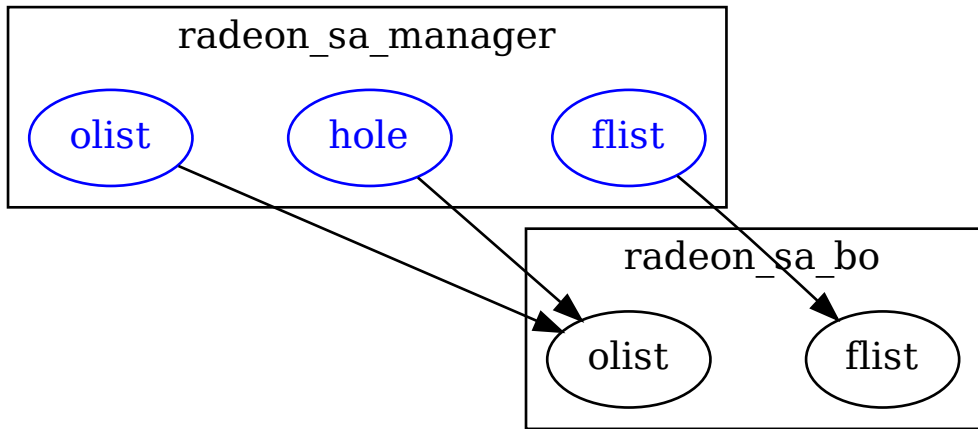 radeon_sa_manager
olist
hole
flist
radeon_sa_bo
olist
flist